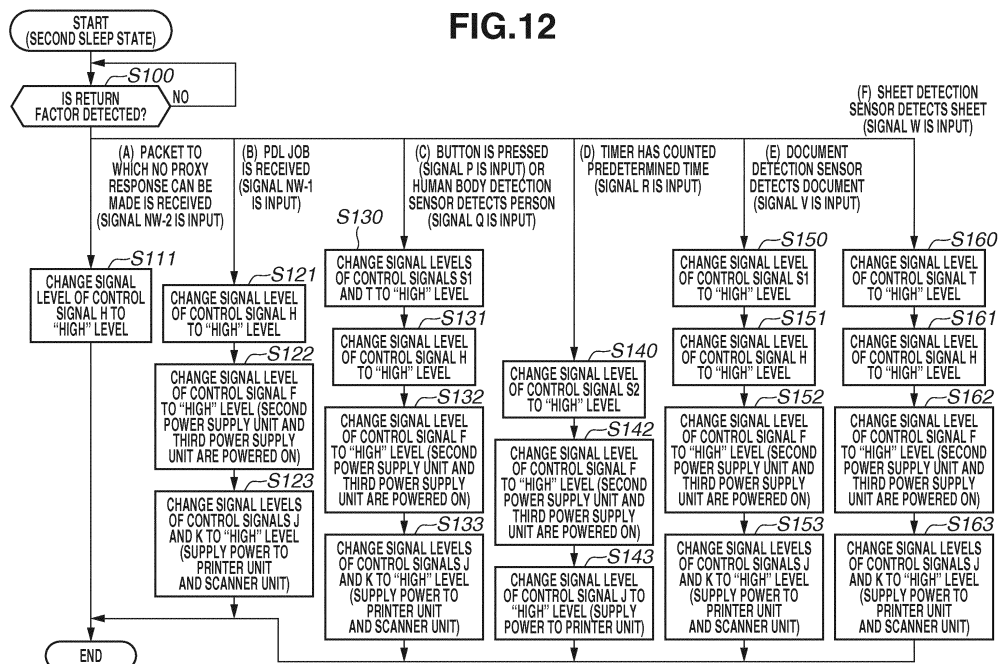 FIG.12
START
(SECOND SLEEP STATE)
S100
IS RETURN
FACTOR DETECTED?
NO
(A) PACKET TO
WHICH NO PROXY
RESPONSE CAN BE
MADE IS RECEIVED
(SIGNAL NW-2 IS INPUT)
S111
CHANGE SIGNAL
LEVEL OF CONTROL
SIGNAL H TO
“HIGH” LEVEL
(B) PDL JOB
IS RECEIVED
(SIGNAL NW-1
IS INPUT)
S121
CHANGE SIGNAL LEVEL
OF CONTROL SIGNAL H
TO “HIGH” LEVEL
S122
CHANGE SIGNAL LEVEL
OF CONTROL SIGNAL F
TO “HIGH” LEVEL (SECOND
POWER SUPPLY UNIT AND
THIRD POWER SUPPLY
UNIT ARE POWERED ON)
S123
CHANGE SIGNAL LEVELS
OF CONTROL SIGNALS J
AND K TO “HIGH” LEVEL
(SUPPLY POWER TO
PRINTER UNIT
AND SCANNER UNIT)
(C) BUTTON IS PRESSED
(SIGNAL P IS INPUT) OR
HUMAN BODY DETECTION
SENSOR DETECTS PERSON
(SIGNAL Q IS INPUT)
S130
CHANGE SIGNAL LEVELS
OF CONTROL SIGNALS S1
AND T TO “HIGH” LEVEL
S131
CHANGE SIGNAL LEVEL
OF CONTROL SIGNAL H
TO “HIGH” LEVEL
S132
CHANGE SIGNAL LEVEL
OF CONTROL SIGNAL F
TO “HIGH” LEVEL (SECOND
POWER SUPPLY UNIT AND
THIRD POWER SUPPLY
UNIT ARE POWERED ON)
S133
CHANGE SIGNAL LEVELS
OF CONTROL SIGNALS J
AND K TO “HIGH” LEVEL
(SUPPLY POWER TO
PRINTER UNIT
AND SCANNER UNIT)
(D) TIMER HAS COUNTED
PREDETERMINED TIME
(SIGNAL R IS INPUT)
S140
CHANGE SIGNAL LEVEL
OF CONTROL SIGNAL S2
TO “HIGH” LEVEL
S142
CHANGE SIGNAL LEVEL
OF CONTROL SIGNAL F
TO “HIGH” LEVEL (SECOND
POWER SUPPLY UNIT AND
THIRD POWER SUPPLY
UNIT ARE POWERED ON)
S143
CHANGE SIGNAL LEVEL
OF CONTROL SIGNAL J TO
“HIGH” LEVEL (SUPPLY
POWER TO PRINTER UNIT)
(E) DOCUMENT
DETECTION SENSOR
DETECTS DOCUMENT
(SIGNAL V IS INPUT)
S150
CHANGE SIGNAL LEVEL
OF CONTROL SIGNAL S1
TO “HIGH” LEVEL
S151
CHANGE SIGNAL LEVEL
OF CONTROL SIGNAL H
TO “HIGH” LEVEL
S152
CHANGE SIGNAL LEVEL
OF CONTROL SIGNAL F
TO “HIGH” LEVEL (SECOND
POWER SUPPLY UNIT AND
THIRD POWER SUPPLY
UNIT ARE POWERED ON)
S153
CHANGE SIGNAL LEVELS
OF CONTROL SIGNALS J
AND K TO “HIGH” LEVEL
(SUPPLY POWER TO
PRINTER UNIT
AND SCANNER UNIT)
(F) SHEET DETECTION
SENSOR DETECTS SHEET
(SIGNAL W IS INPUT)
S160
CHANGE SIGNAL LEVEL
OF CONTROL SIGNAL T
TO “HIGH” LEVEL
S161
CHANGE SIGNAL LEVEL
OF CONTROL SIGNAL H
TO “HIGH” LEVEL
S162
CHANGE SIGNAL LEVEL
OF CONTROL SIGNAL F
TO “HIGH” LEVEL (SECOND
POWER SUPPLY UNIT AND
THIRD POWER SUPPLY
UNIT ARE POWERED ON)
S163
CHANGE SIGNAL LEVELS
OF CONTROL SIGNALS J
AND K TO “HIGH” LEVEL
(SUPPLY POWER TO
PRINTER UNIT
AND SCANNER UNIT)
END